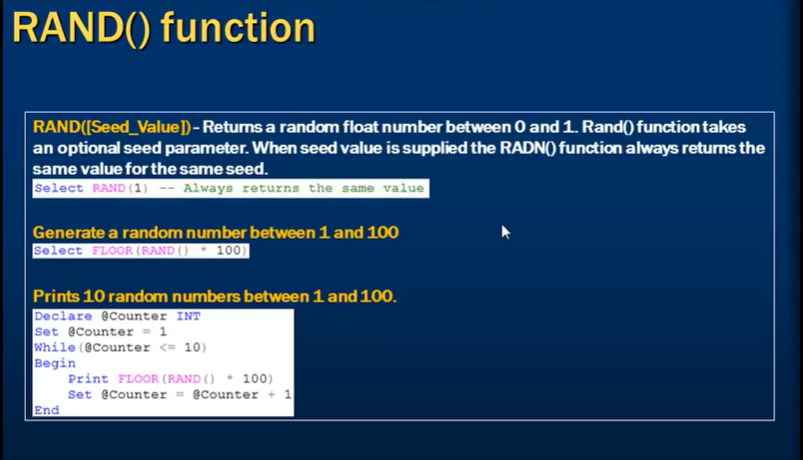 RAND() function
RAND([Seed_Value]) - Returns a random float number between 0 and 1. Rand() function takes
an optional seed parameter. When seed value is supplied the RADN() function always returns the
same value for the same seed.
Select RAND(1) -- Always returns the same value
Generate a random number between 1 and 100
Select FLOOR(RAND() * 100)
Prints 10 random numbers between 1 and 100.
Declare @Counter INT
Set @Counter = 1
While(@Counter <= 10)
Begin
    Print FLOOR(RAND() * 100)
    Set @Counter = @Counter + 1
End